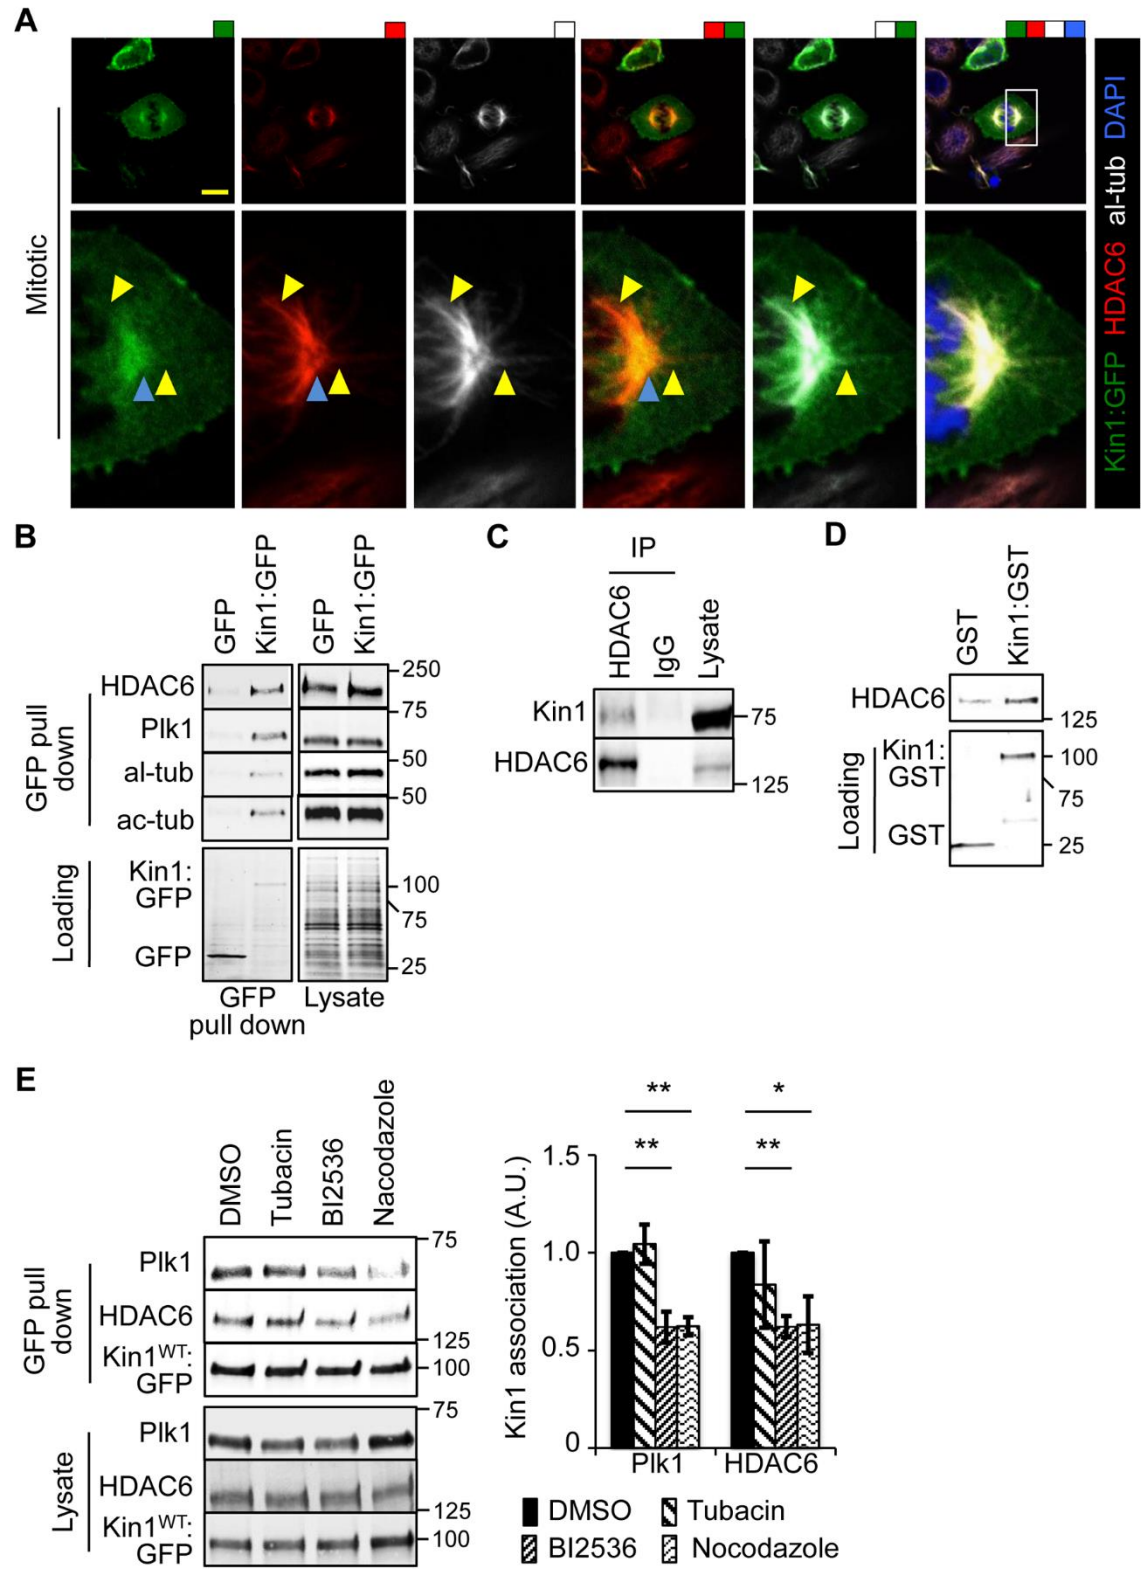 A
Mitotic
Kin1:GFP HDAC6 al-tub DAPI
B
GFP
Kin1:GFP
GFP
Kin1:GFP
GFP pull
down
HDAC6
Plk1
al-tub
ac-tub
250
75
50
50
Loading
Kin1:
GFP
GFP
100
75
25
GFP
pull down
Lysate
C
IP
HDAC6
IgG
Lysate
Kin1
HDAC6
75
125
D
GST
Kin1:GST
HDAC6
125
Loading
Kin1:
GST
GST
100
75
25
E
DMSO
Tubacin
BI2536
Nacodazole
GFP pull
down
Plk1
HDAC6
Kin1WT:
GFP
75
125
100
Lysate
Plk1
HDAC6
Kin1WT:
GFP
75
125
100
Kin1 association (A.U.)
1.5
1.0
0.5
0
** *
** **
Plk1 HDAC6
DMSO Tubacin
BI2536 Nocodazole